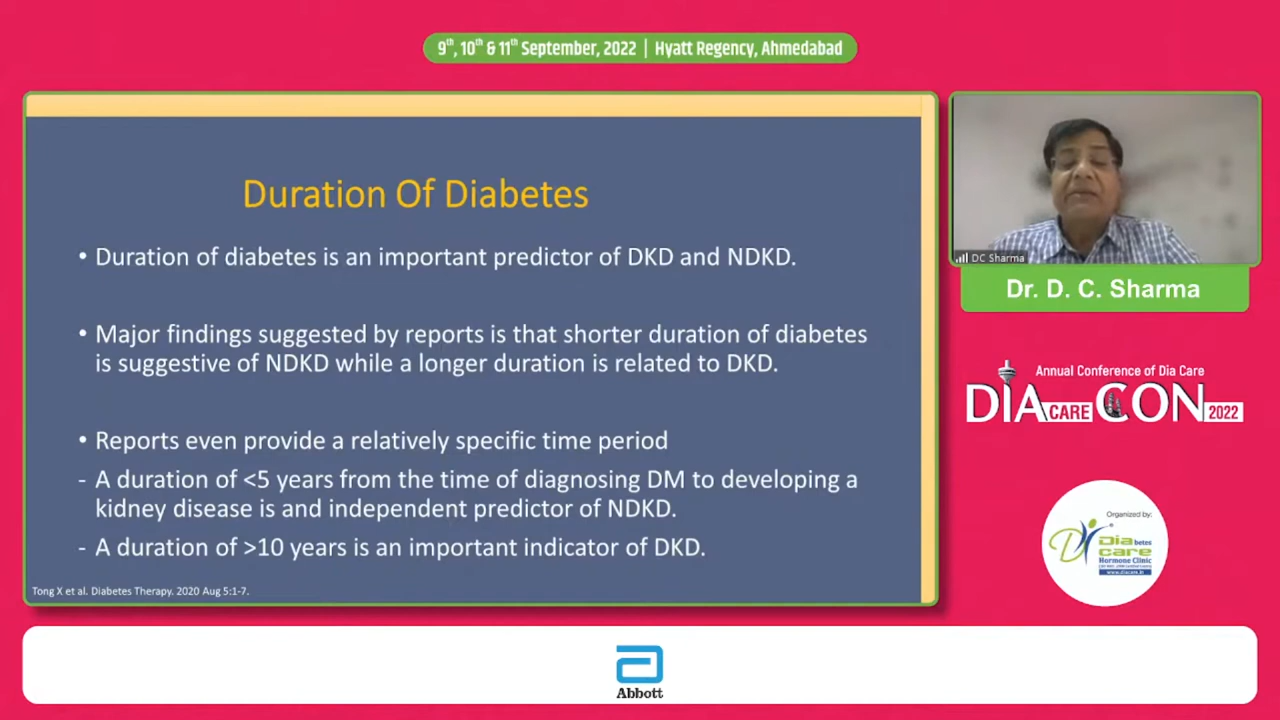 9th, 10th & 11th September, 2022 | Hyatt Regency, Ahmedabad
Duration Of Diabetes
• Duration of diabetes is an important predictor of DKD and NDKD.
• Major findings suggested by reports is that shorter duration of diabetes
is suggestive of NDKD while a longer duration is related to DKD.
• Reports even provide a relatively specific time period
- A duration of <5 years from the time of diagnosing DM to developing a
kidney disease is and independent predictor of NDKD.
- A duration of >10 years is an important indicator of DKD.
Tong X et al. Diabetes Therapy. 2020 Aug 5:1-7.
DC Sharma
Dr. D. C. Sharma
Annual Conference of Dia Care
DIA CARE CON 2022
Organized by:
Diabetes
care
Hormone Clinic
www.diacare.in
a
Abbott